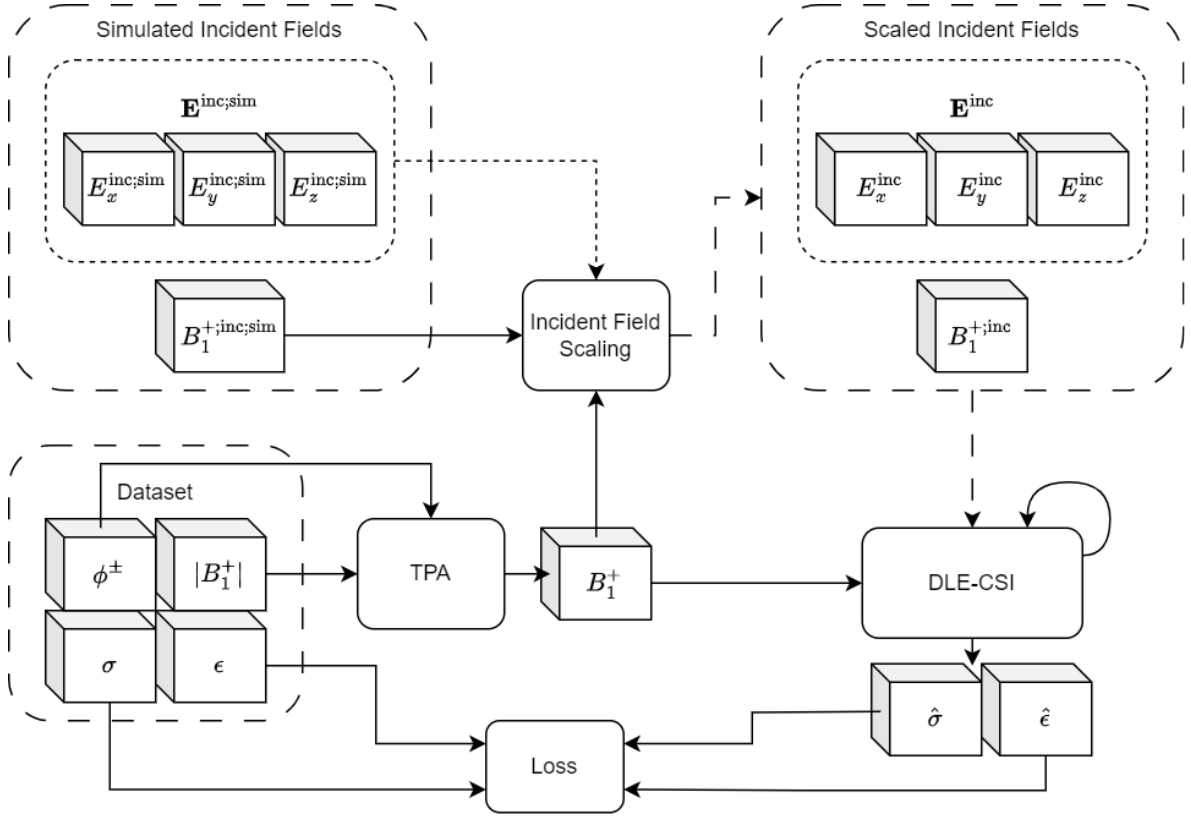 Simulated Incident Fields
𝐄^inc;sim
E_x^inc;sim
E_y^inc;sim
E_z^inc;sim
B_1^+;inc;sim
Incident Field
Scaling
Scaled Incident Fields
𝐄^inc
E_x^inc
E_y^inc
E_z^inc
B_1^+;inc
Dataset
ϕ^±
|B_1^+|
σ
ϵ
TPA
B_1^+
DLE-CSI
σ̂
ϵ̂
Loss